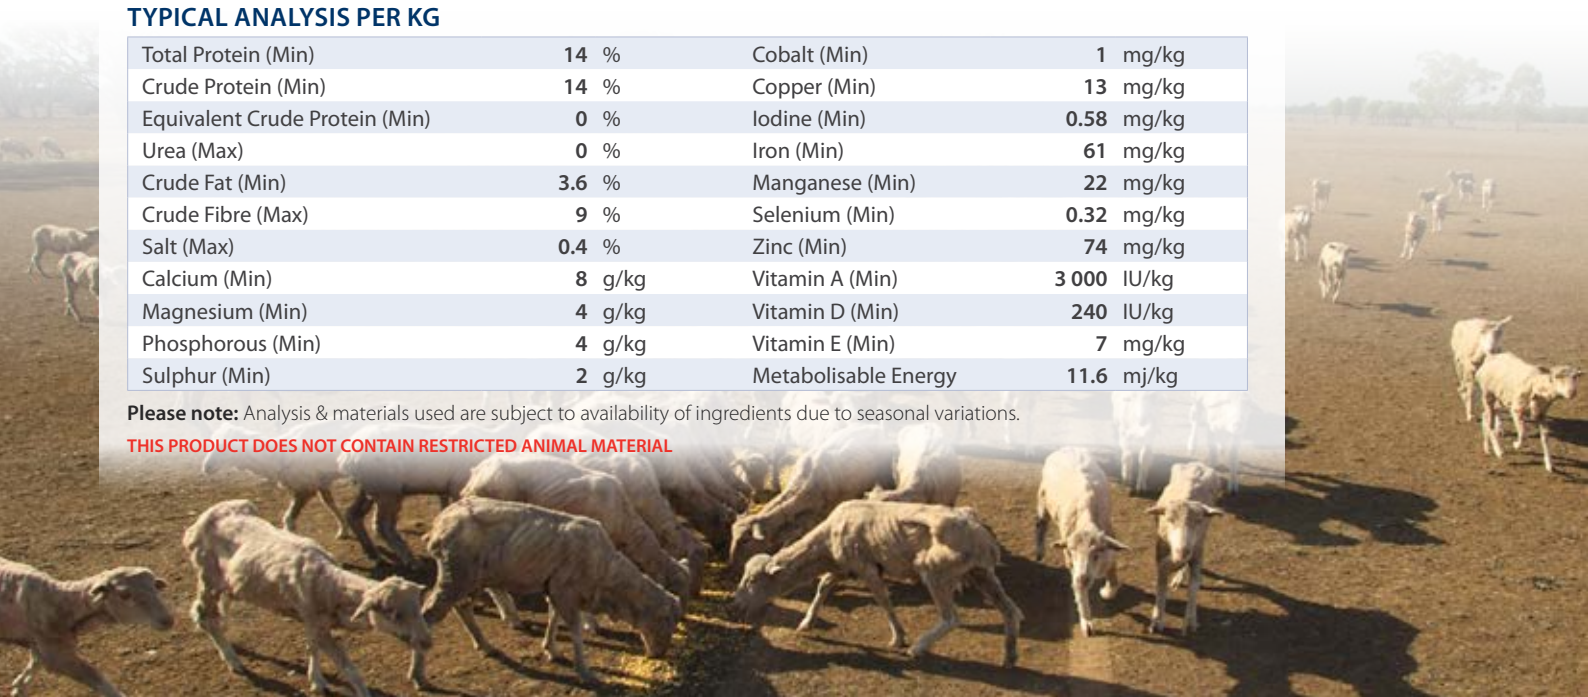 TYPICAL ANALYSIS PER KG
Total Protein (Min) 14 % Cobalt (Min) 1 mg/kg
Crude Protein (Min) 14 % Copper (Min) 13 mg/kg
Equivalent Crude Protein (Min) 0 % Iodine (Min) 0.58 mg/kg
Urea (Max) 0 % Iron (Min) 61 mg/kg
Crude Fat (Min) 3.6 % Manganese (Min) 22 mg/kg
Crude Fibre (Max) 9 % Selenium (Min) 0.32 mg/kg
Salt (Max) 0.4 % Zinc (Min) 74 mg/kg
Calcium (Min) 8 g/kg Vitamin A (Min) 3 000 IU/kg
Magnesium (Min) 4 g/kg Vitamin D (Min) 240 IU/kg
Phosphorous (Min) 4 g/kg Vitamin E (Min) 7 mg/kg
Sulphur (Min) 2 g/kg Metabolisable Energy 11.6 mj/kg
Please note: Analysis & materials used are subject to availability of ingredients due to seasonal variations.
THIS PRODUCT DOES NOT CONTAIN RESTRICTED ANIMAL MATERIAL